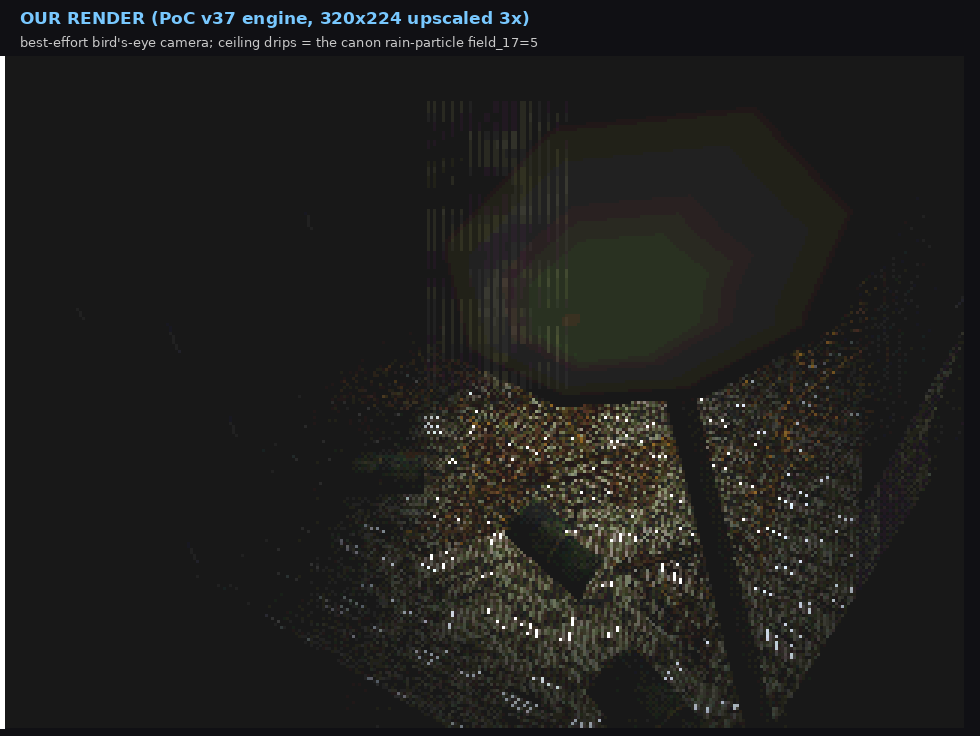 OUR RENDER (PoC v37 engine, 320x224 upscaled 3x)
best-effort bird's-eye camera; ceiling drips = the canon rain-particle field_17=5